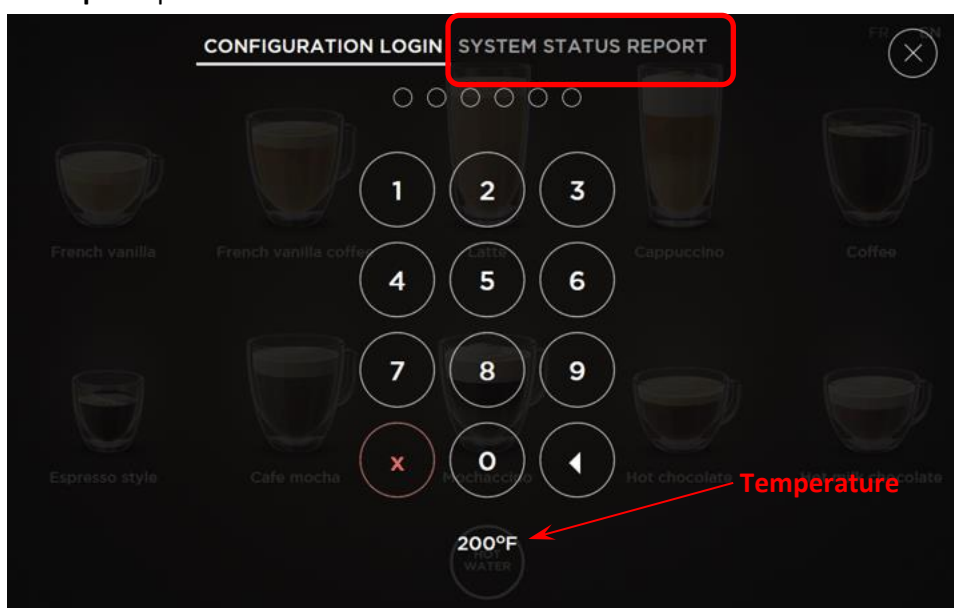 CONFIGURATION LOGIN SYSTEM STATUS REPORT
FR EN
1 2 3
French vanilla French vanilla coffee Latte Cappuccino Coffee
4 5 6
7 8 9
x 0
Espresso style Cafe mocha Mochaccino Hot chocolate Hot milk chocolate
Temperature
200°F
HOT
WATER